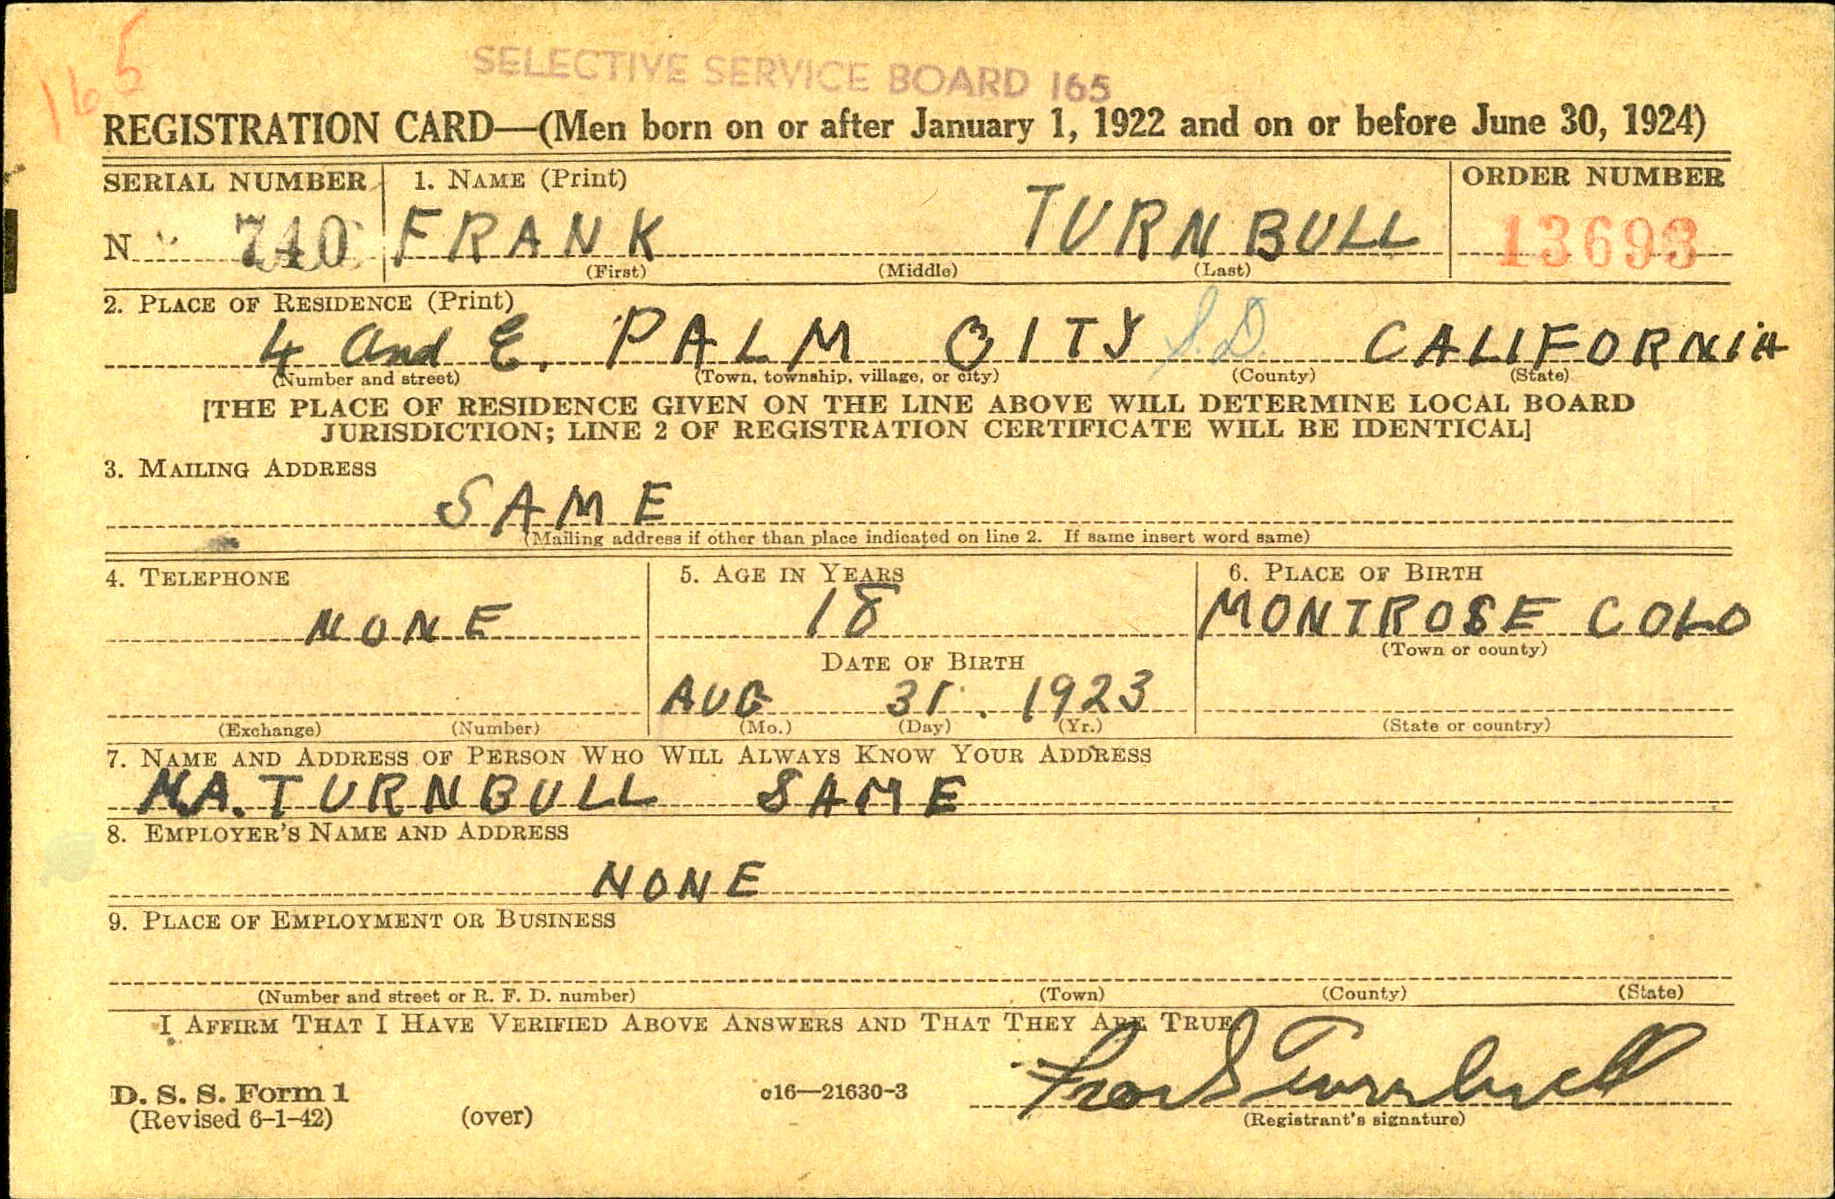 165
SELECTIVE SERVICE BOARD 165
REGISTRATION CARD—(Men born on or after January 1, 1922 and on or before June 30, 1924)
SERIAL NUMBER 1. NAME (Print) ORDER NUMBER
N 740 FRANK TURNBULL 13693
(First) (Middle) (Last)
2. PLACE OF RESIDENCE (Print)
4 and E. PALM CITY S.D. CALIFORNIA
(Number and street) (Town, township, village, or city) (County) (State)
[THE PLACE OF RESIDENCE GIVEN ON THE LINE ABOVE WILL DETERMINE LOCAL BOARD
JURISDICTION; LINE 2 OF REGISTRATION CERTIFICATE WILL BE IDENTICAL]
3. MAILING ADDRESS
SAME
(Mailing address if other than place indicated on line 2. If same insert word same)
4. TELEPHONE 5. AGE IN YEARS 6. PLACE OF BIRTH
NONE 18 MONTROSE COLO
(Town or county)
DATE OF BIRTH
AUG 31. 1923
(Exchange) (Number) (Mo.) (Day) (Yr.) (State or country)
7. NAME AND ADDRESS OF PERSON WHO WILL ALWAYS KNOW YOUR ADDRESS
M.A. TURNBULL SAME
8. EMPLOYER'S NAME AND ADDRESS
NONE
9. PLACE OF EMPLOYMENT OR BUSINESS
(Number and street or R. F. D. number) (Town) (County) (State)
I AFFIRM THAT I HAVE VERIFIED ABOVE ANSWERS AND THAT THEY ARE TRUE
D. S. S. Form 1 c16—21630-3 Frank Turnbull
(Revised 6-1-42) (over) (Registrant's signature)